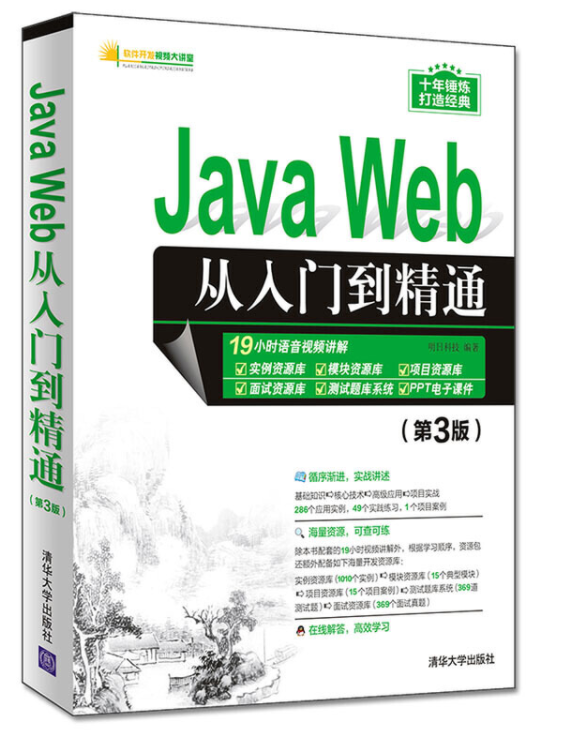 软件开发视频大讲堂
十年锤炼
打造经典
Java Web
从入门到精通
19小时语音视频讲解
明日科技 编著
实例资源库 模块资源库 项目资源库
面试资源库 测试题库系统 PPT电子课件
(第3版)
循序渐进，实战讲述
基础知识 核心技术 高级应用 项目实战
286个应用实例，49个实践练习，1个项目案例
海量资源，可查可练
除本书配套的19小时视频讲解外，根据学习顺序，资源包
还额外配备如下海量开发资源库：
实例资源库（1010个实例） 模块资源库（15个典型模块）
项目资源库（15个项目案例） 测试题库系统（369道
测试题） 面试资源库（369个面试真题）
在线解答，高效学习
清华大学出版社
Java Web从入门到精通
(第3版)
清华大学出版社